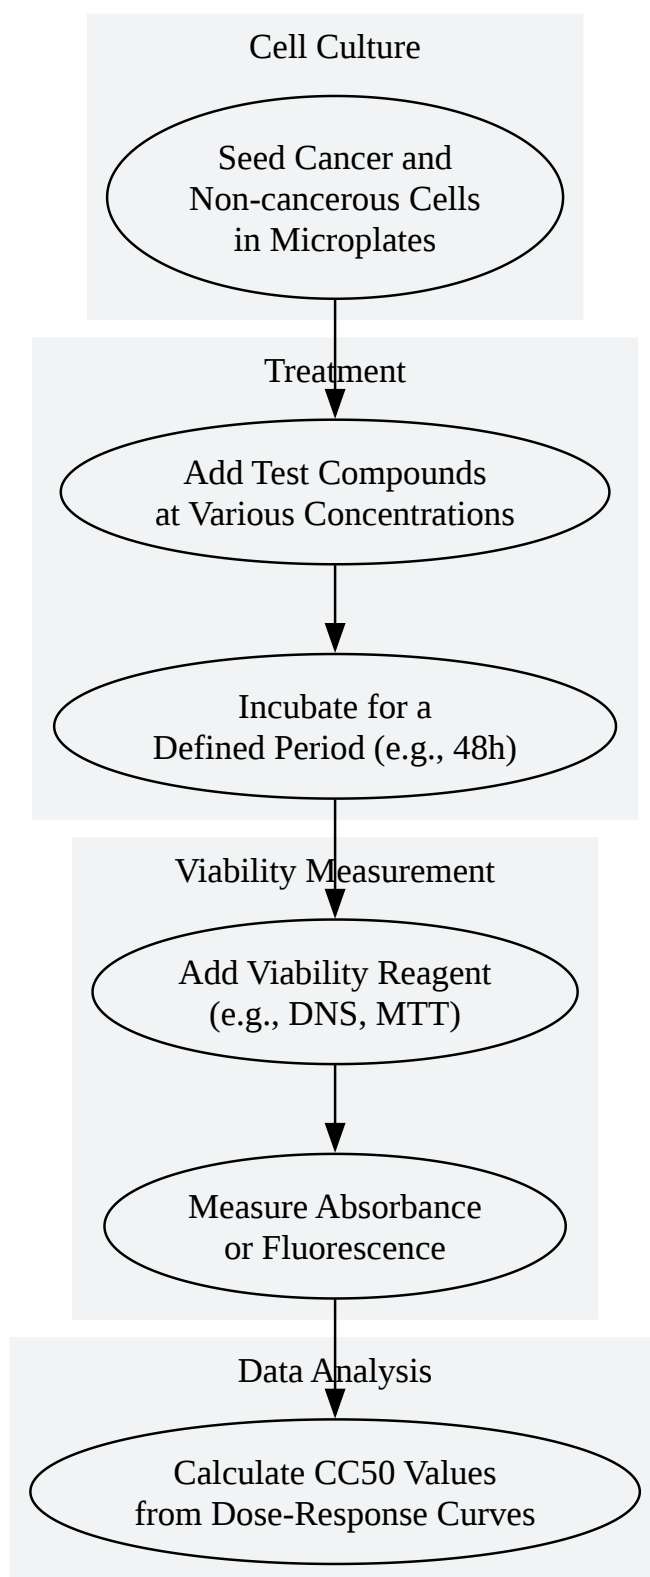 Cell Culture
Seed Cancer and
Non-cancerous Cells
in Microplates
Treatment
Add Test Compounds
at Various Concentrations
Incubate for a
Defined Period (e.g., 48h)
Viability Measurement
Add Viability Reagent
(e.g., DNS, MTT)
Measure Absorbance
or Fluorescence
Data Analysis
Calculate CC50 Values
from Dose-Response Curves